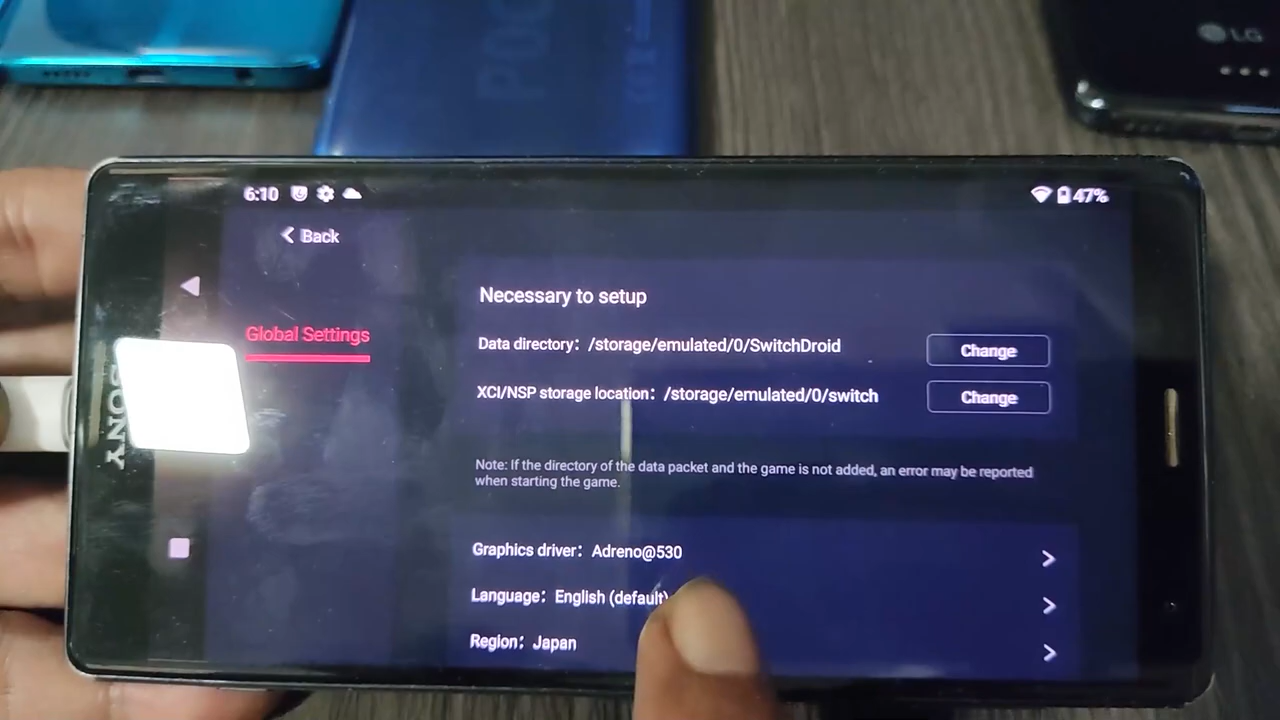 POCO
LG
6:10
47%
Back
Necessary to setup
Global Settings
Data directory: /storage/emulated/0/SwitchDroid
Change
XCI/NSP storage location: /storage/emulated/0/switch
Change
SONY
Note: If the directory of the data packet and the game is not added, an error may be reported
when starting the game.
Graphics driver: Adreno@530
Language: English (default)
Region: Japan